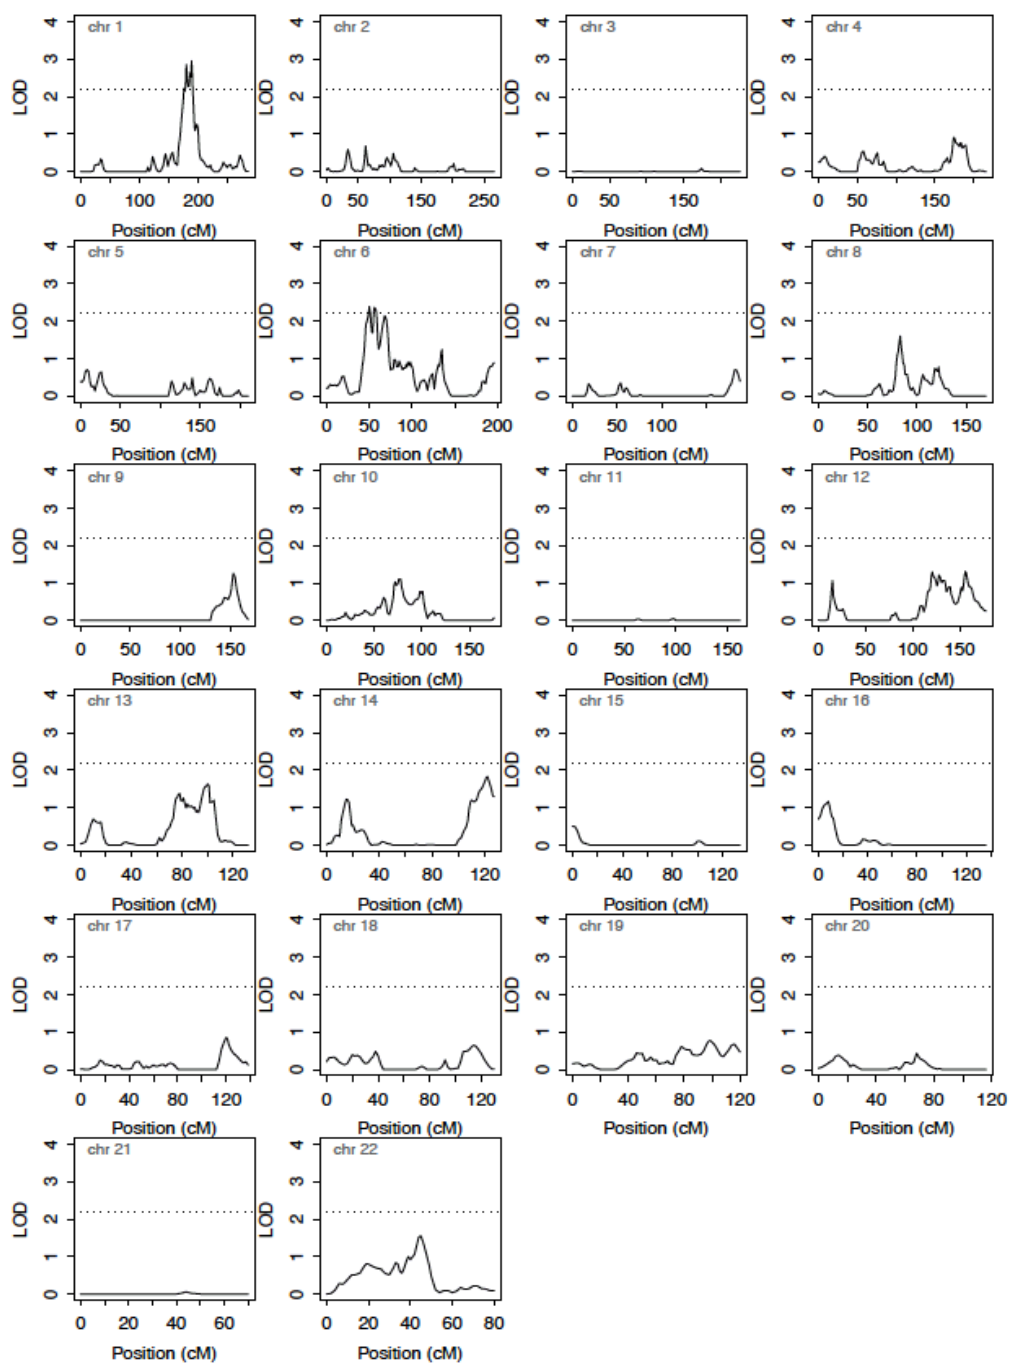 chr 1
4
3
2
1
0
LOD
0 100 200
Position (cM)
chr 2
4
3
2
1
0
LOD
0 50 150 250
Position (cM)
chr 3
4
3
2
1
0
LOD
0 50 150
Position (cM)
chr 4
4
3
2
1
0
LOD
0 50 150
Position (cM)
chr 5
4
3
2
1
0
LOD
0 50 150
Position (cM)
chr 6
4
3
2
1
0
LOD
0 50 100 200
Position (cM)
chr 7
4
3
2
1
0
LOD
0 50 100
Position (cM)
chr 8
4
3
2
1
0
LOD
0 50 100 150
Position (cM)
chr 9
4
3
2
1
0
LOD
0 50 100 150
Position (cM)
chr 10
4
3
2
1
0
LOD
0 50 100 150
Position (cM)
chr 11
4
3
2
1
0
LOD
0 50 100 150
Position (cM)
chr 12
4
3
2
1
0
LOD
0 50 100 150
Position (cM)
chr 13
4
3
2
1
0
LOD
0 40 80 120
Position (cM)
chr 14
4
3
2
1
0
LOD
0 40 80 120
Position (cM)
chr 15
4
3
2
1
0
LOD
0 40 80 120
Position (cM)
chr 16
4
3
2
1
0
LOD
0 40 80 120
Position (cM)
chr 17
4
3
2
1
0
LOD
0 40 80 120
Position (cM)
chr 18
4
3
2
1
0
LOD
0 40 80 120
Position (cM)
chr 19
4
3
2
1
0
LOD
0 40 80 120
Position (cM)
chr 20
4
3
2
1
0
LOD
0 40 80 120
Position (cM)
chr 21
4
3
2
1
0
LOD
0 20 40 60
Position (cM)
chr 22
4
3
2
1
0
LOD
0 20 40 60 80
Position (cM)